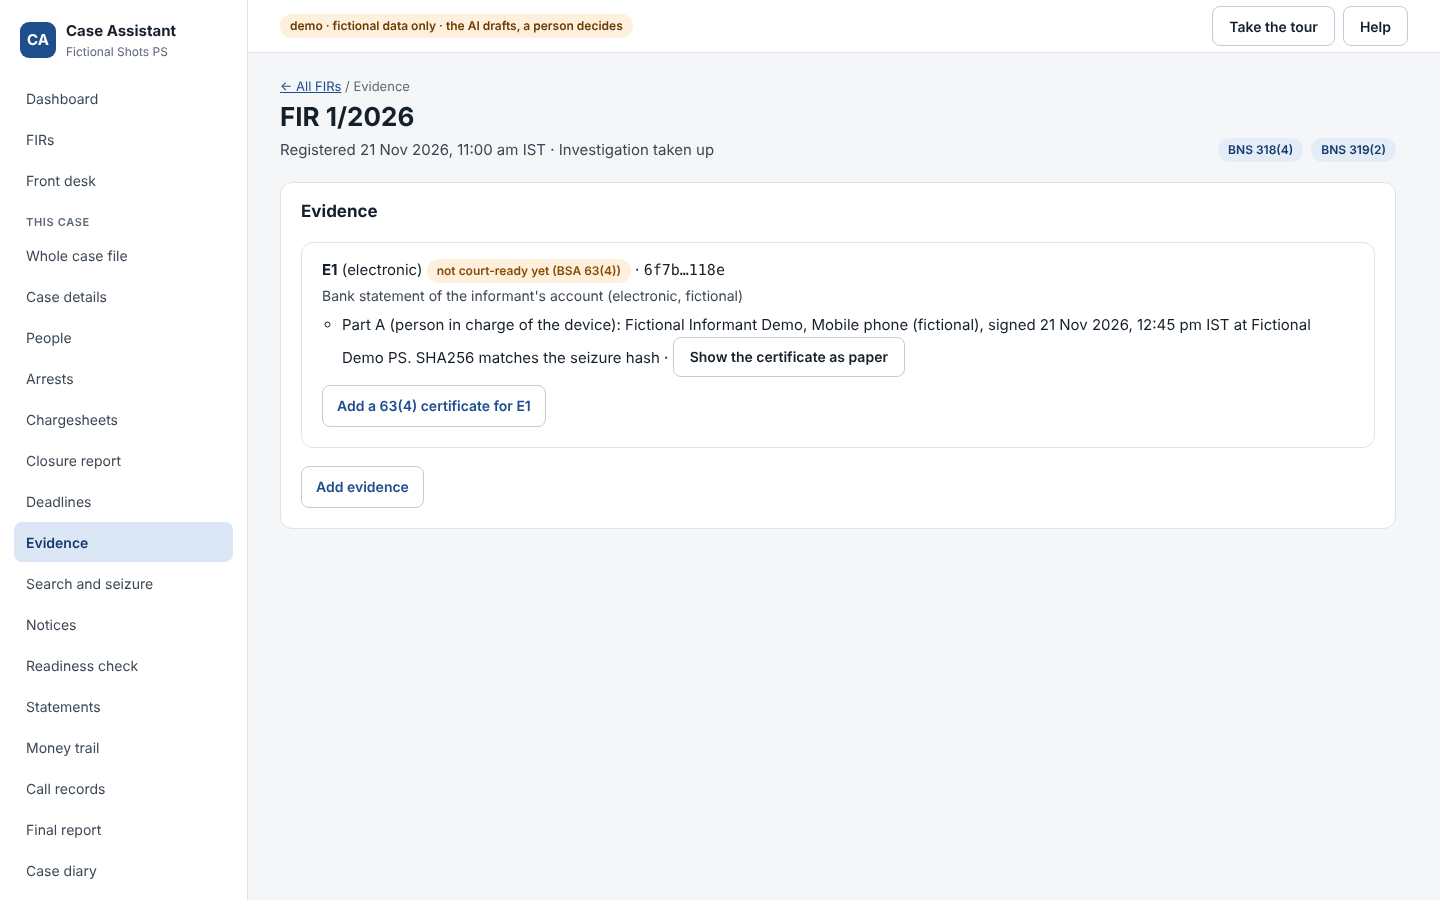 CA
Case Assistant
Fictional Shots PS
Dashboard
FIRs
Front desk
THIS CASE
Whole case file
Case details
People
Arrests
Chargesheets
Closure report
Deadlines
Evidence
Search and seizure
Notices
Readiness check
Statements
Money trail
Call records
Final report
Case diary
demo · fictional data only · the AI drafts, a person decides
Take the tour
Help
← All FIRs / Evidence
FIR 1/2026
Registered 21 Nov 2026, 11:00 am IST · Investigation taken up
BNS 318(4)
BNS 319(2)
Evidence
E1 (electronic) not court-ready yet (BSA 63(4)) · 6f7b…118e
Bank statement of the informant's account (electronic, fictional)
Part A (person in charge of the device): Fictional Informant Demo, Mobile phone (fictional), signed 21 Nov 2026, 12:45 pm IST at Fictional
Demo PS. SHA256 matches the seizure hash · Show the certificate as paper
Add a 63(4) certificate for E1
Add evidence